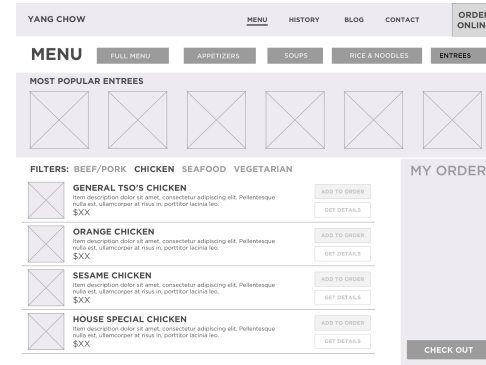 YANG CHOW
MENU HISTORY BLOG CONTACT
ORDER
ONLIN
MENU FULL MENU APPETIZERS SOUPS RICE & NOODLES ENTREES
MOST POPULAR ENTREES
FILTERS: BEEF/PORK CHICKEN SEAFOOD VEGETARIAN
MY ORDER
GENERAL TSO'S CHICKEN
Item description dolor sit amet, consectetur adipiscing elit. Pellentesque
nulla est, ullamcorper at risus in, porttitor lacinia leo.
$XX
ADD TO ORDER
GET DETAILS
ORANGE CHICKEN
Item description dolor sit amet, consectetur adipiscing elit. Pellentesque
nulla est, ullamcorper at risus in, porttitor lacinia leo.
$XX
ADD TO ORDER
GET DETAILS
SESAME CHICKEN
Item description dolor sit amet, consectetur adipiscing elit. Pellentesque
nulla est, ullamcorper at risus in, porttitor lacinia leo.
$XX
ADD TO ORDER
GET DETAILS
HOUSE SPECIAL CHICKEN
Item description dolor sit amet, consectetur adipiscing elit. Pellentesque
nulla est, ullamcorper at risus in, porttitor lacinia leo.
$XX
ADD TO ORDER
GET DETAILS
CHECK OUT